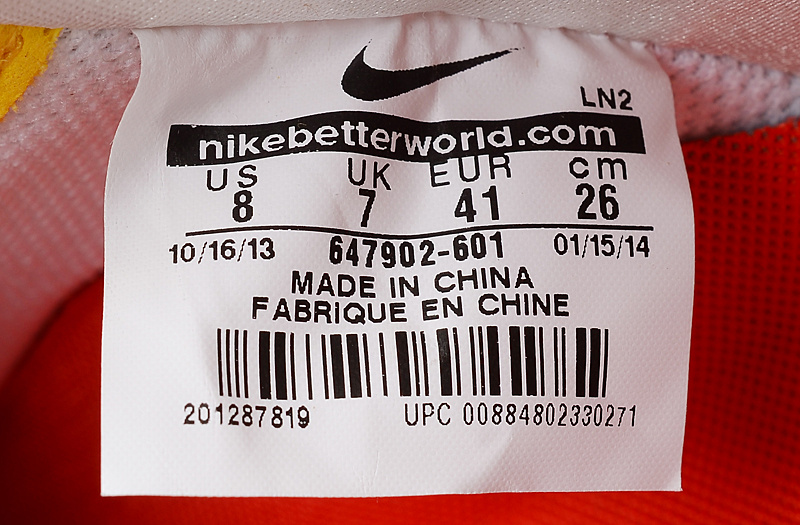 LN2
nikebetterworld.com
US UK EUR cm
8 7 41 26
10/16/13 647902-601 01/15/14
MADE IN CHINA
FABRIQUE EN CHINE
201287819 UPC 00884802330271